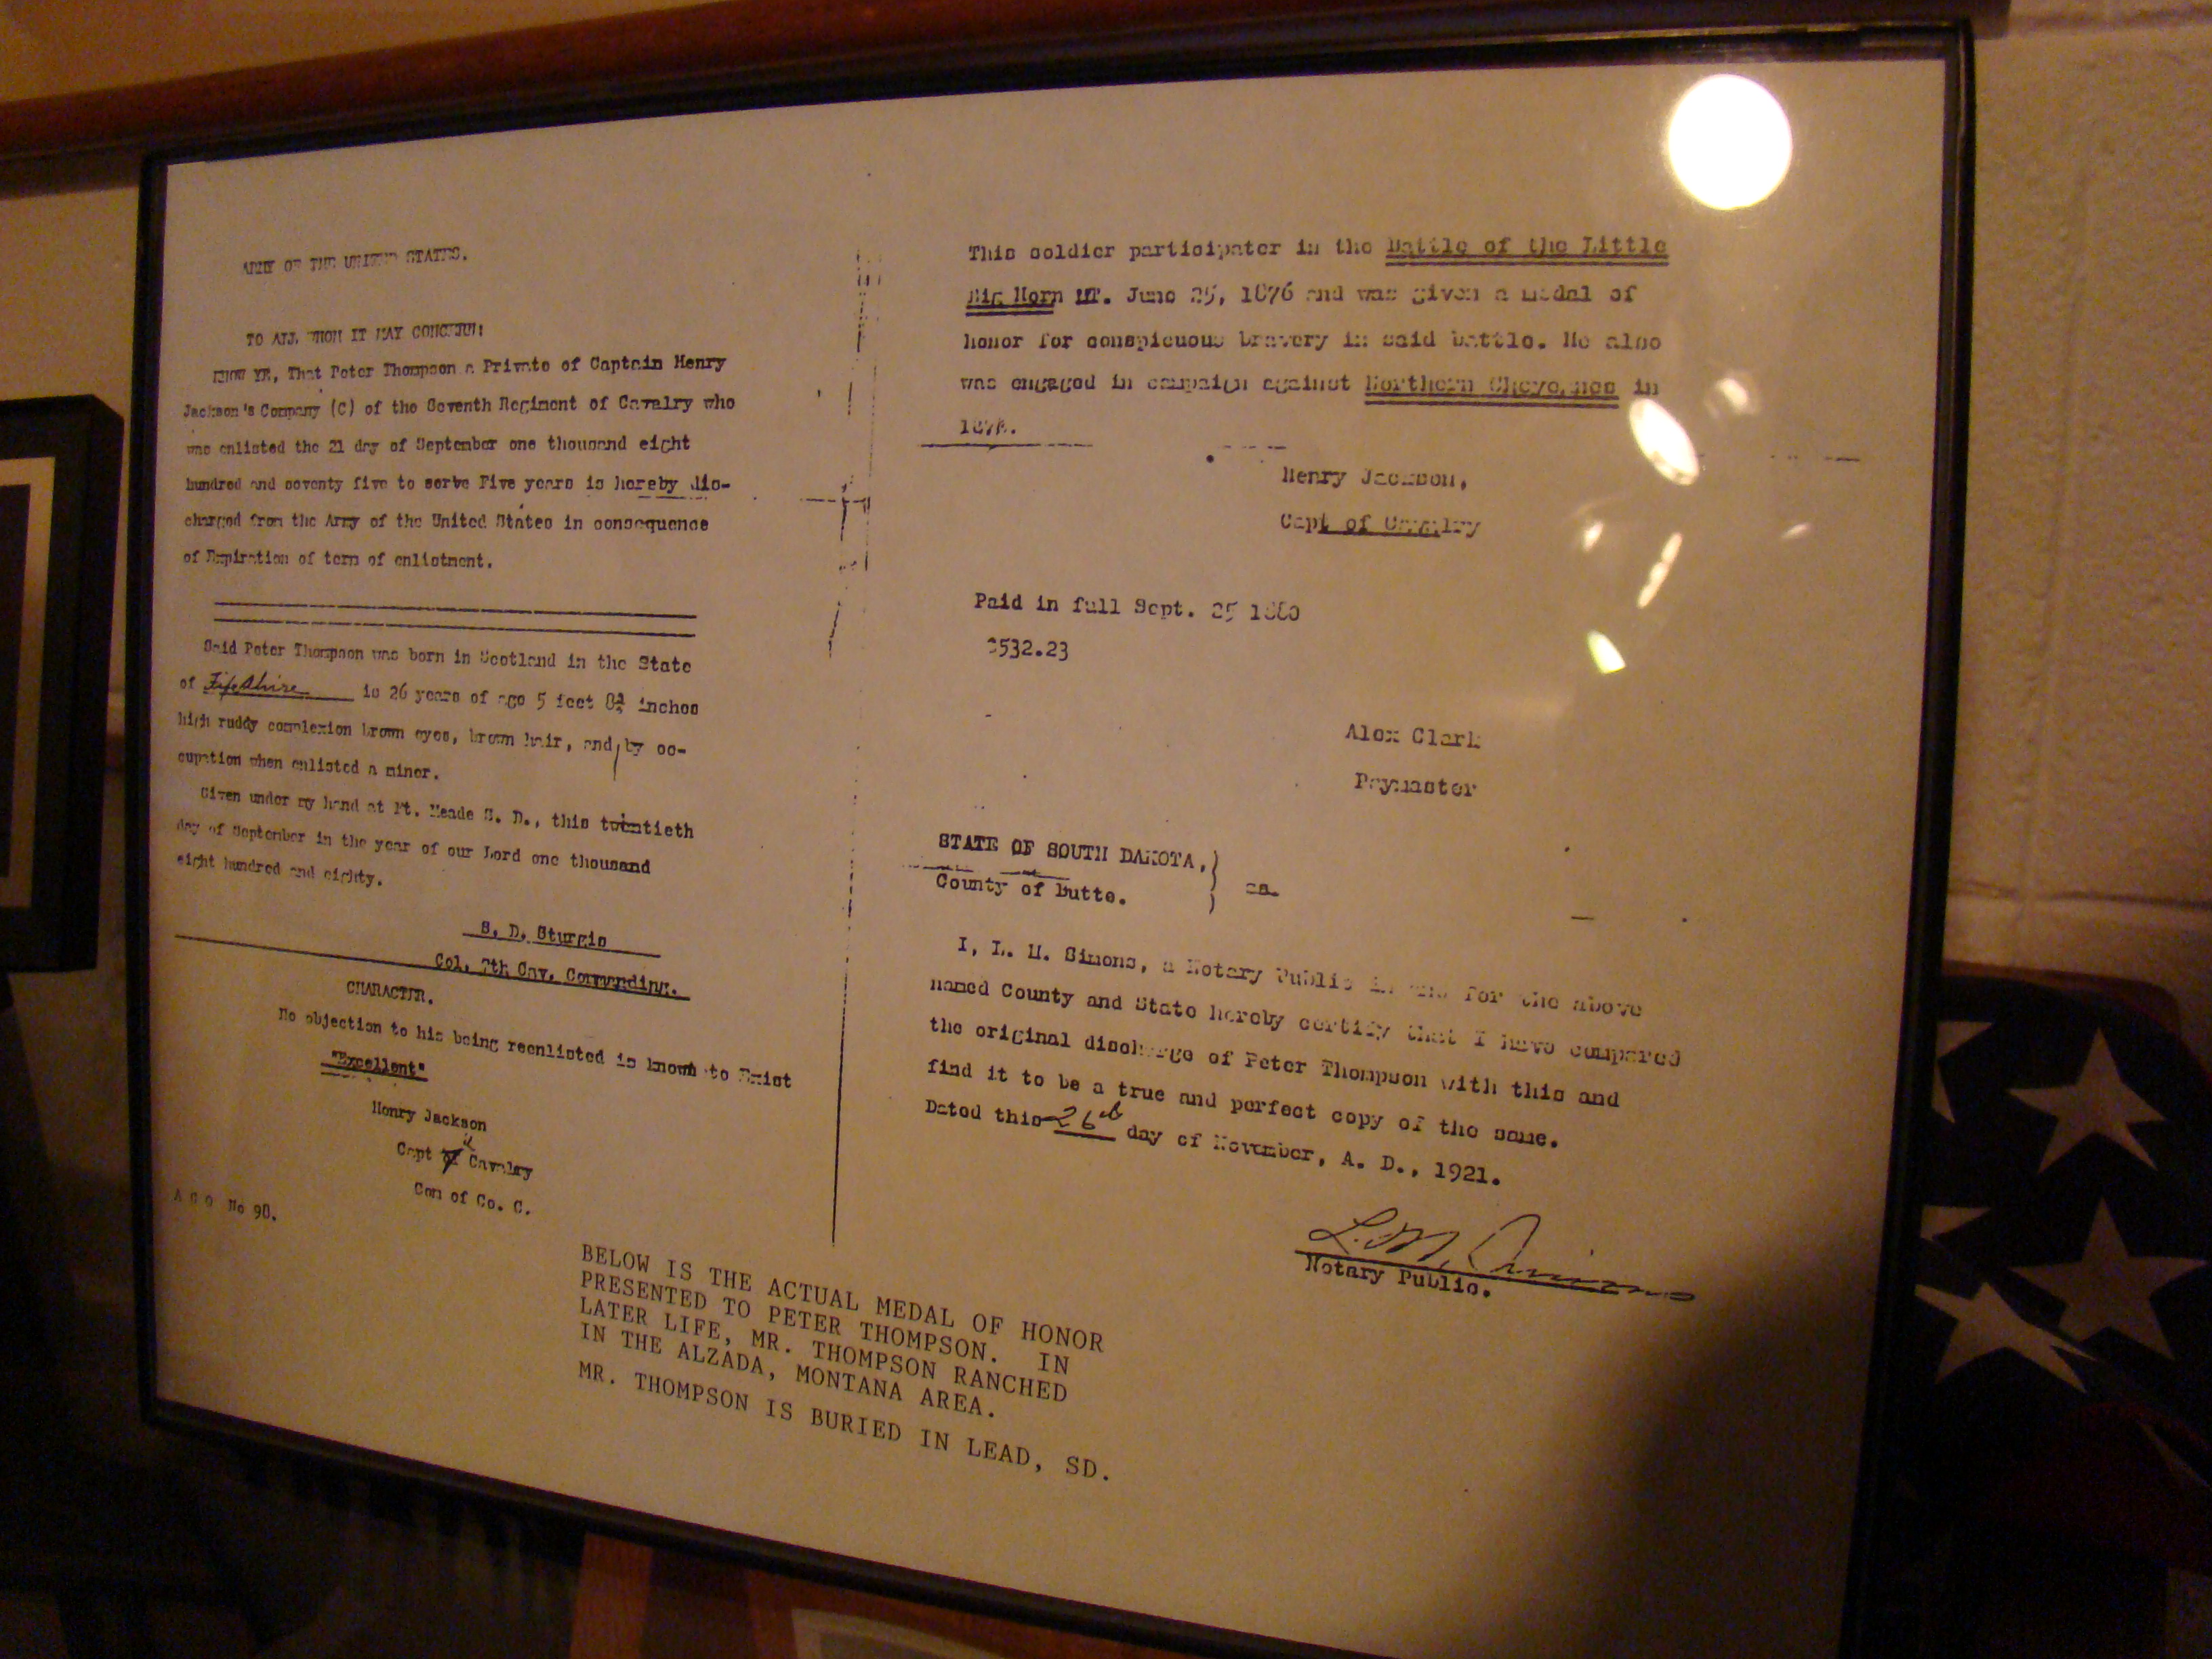 ARMY OF THE UNITED STATES.
TO ALL WHOM IT MAY CONCERN:
KNOW YE, That Peter Thompson a Private of Captain Henry
Jackson's Company (C) of the Seventh Regiment of Cavalry who
was enlisted the 21 day of September one thousand eight
hundred and seventy five to serve Five years is hereby dis-
charged from the Army of the United States in consequence
of Expiration of term of enlistment.
Said Peter Thompson was born in Scotland in the State
of Fifeshire is 26 years of age 5 feet inches
high ruddy complexion brown eyes, brown hair, and by oc-
cupation when enlisted a miner.
Given under my hand at Ft. Meade S. D., this twentieth
day of September in the year of our Lord one thousand
eight hundred and eighty.
S. D. Sturgis
Col. 7th Cav. Commanding.
CHARACTER.
No objection to his being reenlisted is known to Exist
"Excellent"
Henry Jackson
Capt of Cavalry
Com of Co. C.
A G O No 90.
This soldier participater in the Battle of the Little
Big Horn MT. June 25, 1876 and was given a medal of
honor for conspicuous bravery in said battle. He also
was engaged in campaign against Northern Cheyennes in
Henry Jackson,
Capt of Cavalry
Paid in full Sept. 25 1880
532.23
Alex Clark
Paymaster
STATE OF SOUTH DAKOTA, )
County of Butte. ) ss.
I, L. M. Simons, a Notary Public in and for the above
named County and State hereby certify that I have compared
the original discharge of Peter Thompson with this and
find it to be a true and perfect copy of the same.
Dated this 26th day of November, A. D., 1921.
L. M. Simons
Notary Public.
BELOW IS THE ACTUAL MEDAL OF HONOR
PRESENTED TO PETER THOMPSON. IN
LATER LIFE, MR. THOMPSON RANCHED
IN THE ALZADA, MONTANA AREA.
MR. THOMPSON IS BURIED IN LEAD, SD.